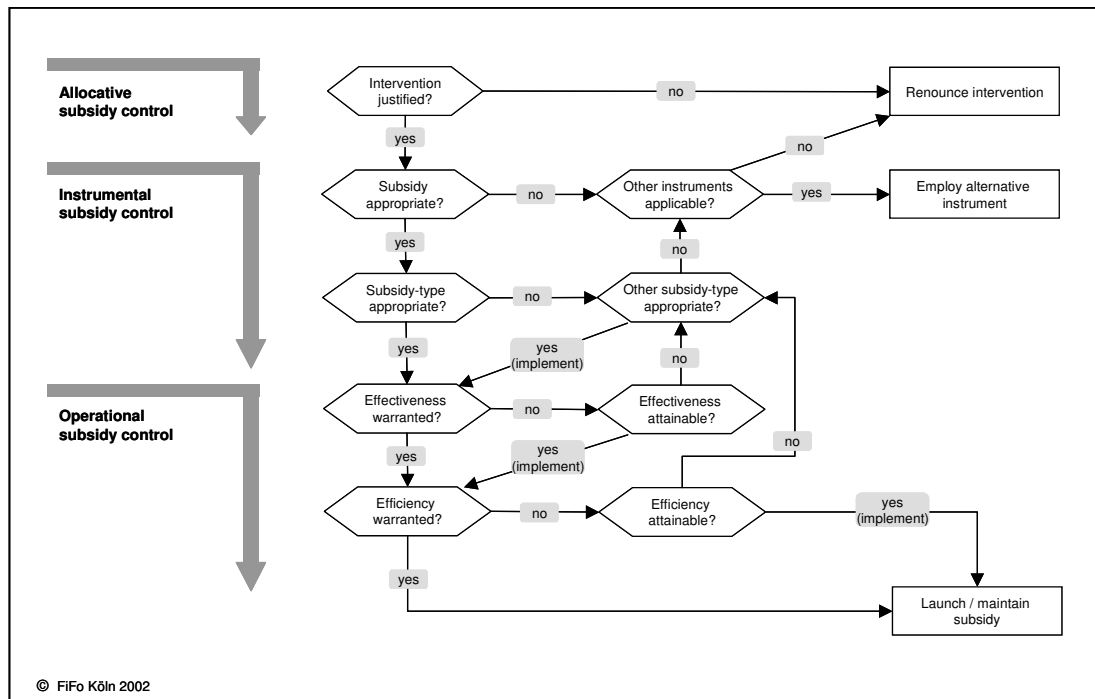 Allocative
subsidy control
Intervention
justified?
no
Renounce intervention
yes
no
Instrumental
subsidy control
Subsidy
appropriate?
no
Other instruments
applicable?
yes
Employ alternative
instrument
yes
no
Subsidy-type
appropriate?
no
Other subsidy-type
appropriate?
yes
yes
(implement)
no
Operational
subsidy control
Effectiveness
warranted?
no
Effectiveness
attainable?
no
yes
yes
(implement)
Efficiency
warranted?
no
Efficiency
attainable?
yes
(implement)
yes
Launch / maintain
subsidy
© FiFo Köln 2002